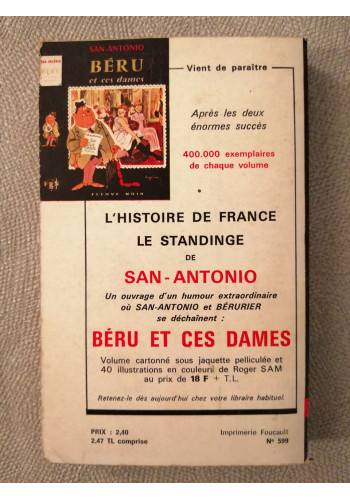 SAN-ANTONIO
BÉRU
et ces dames
FLEUVE NOIR
Vient de paraître
Après les deux
énormes succès
400.000 exemplaires
de chaque volume
L'HISTOIRE DE FRANCE
LE STANDINGE
DE
SAN-ANTONIO
Un ouvrage d'un humour extraordinaire
où SAN-ANTONIO et BÉRURIER
se déchaînent :
BÉRU ET CES DAMES
Volume cartonné sous jaquette pelliculée et
40 illustrations en couleurs de Roger SAM
au prix de 18 F + T.L.
Retenez-le dès aujourd'hui chez votre libraire habituel.
PRIX : 2,40
2.47 TL comprise
Imprimerie Foucault
N° 599